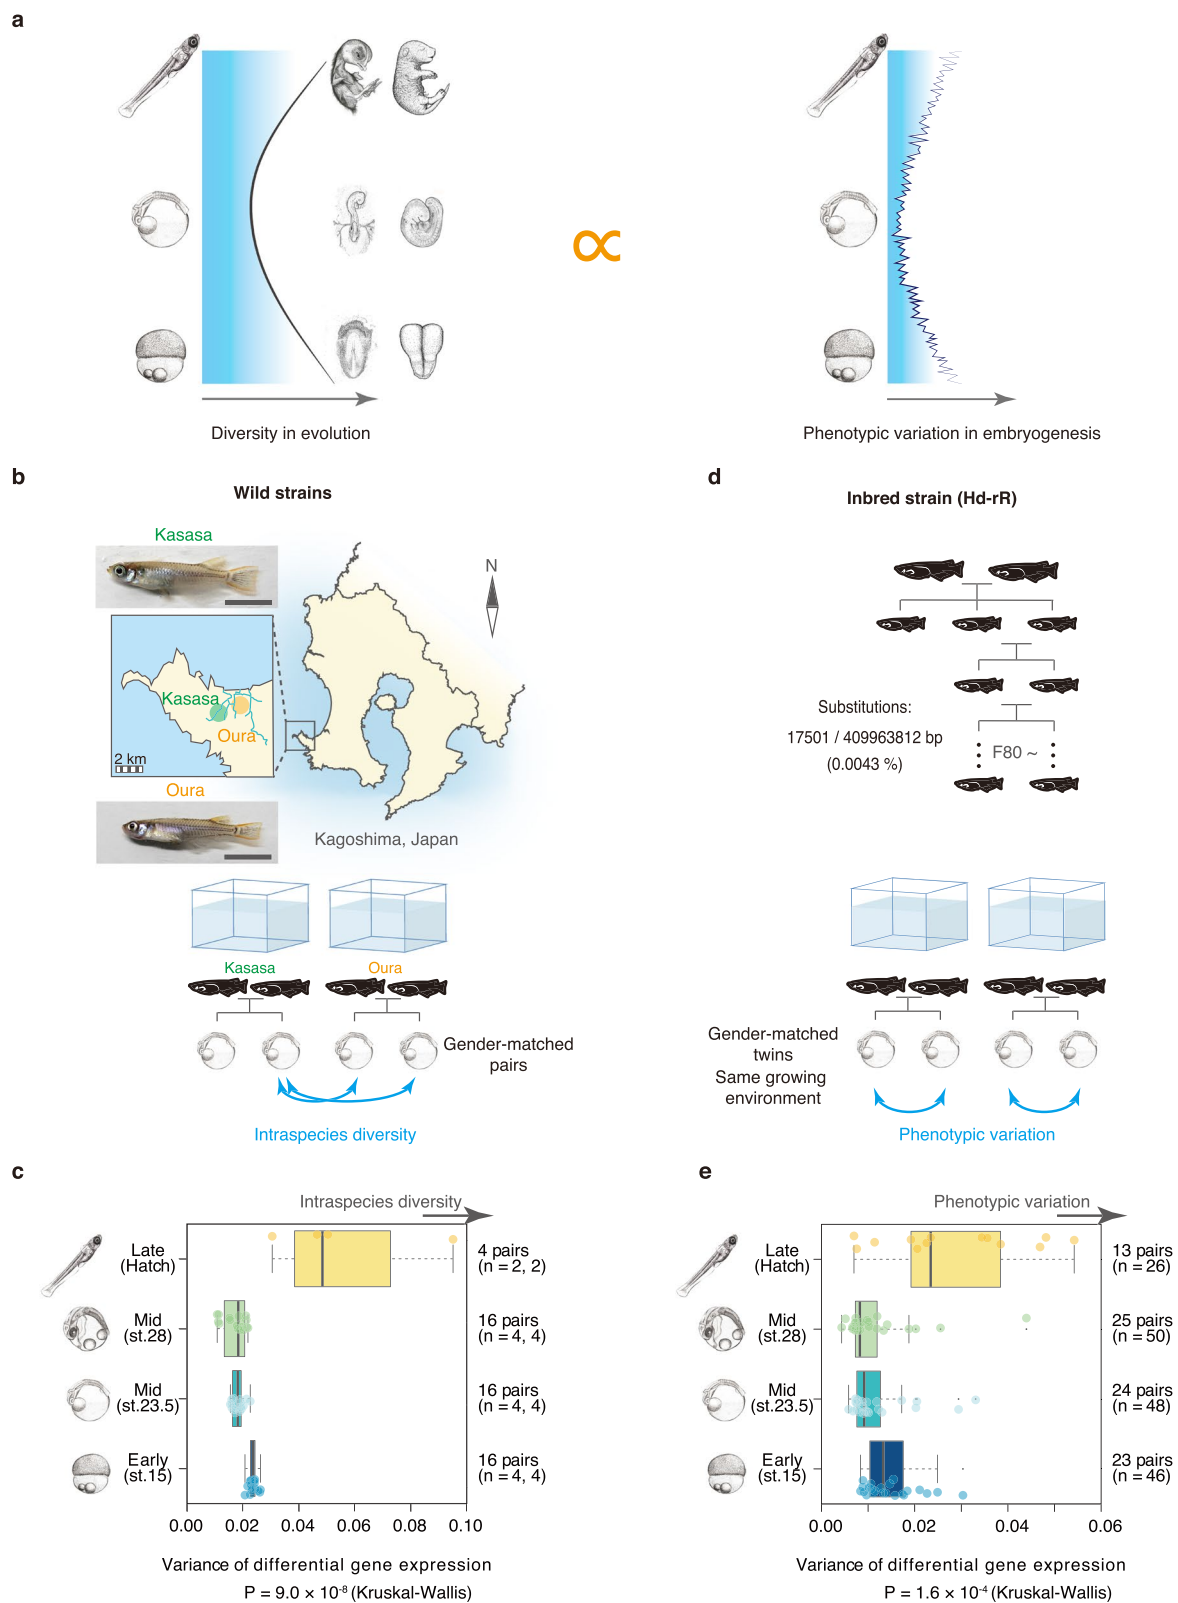 a
∝
Diversity in evolution
Phenotypic variation in embryogenesis
b
Wild strains
Kasasa
N
Kasasa
Oura
2 km
Oura
Kagoshima, Japan
Kasasa
Oura
Gender-matched
pairs
Intraspecies diversity
d
Inbred strain (Hd-rR)
Substitutions:
17501 / 409963812 bp
(0.0043 %)
F80 ~
Gender-matched
twins
Same growing
environment
Phenotypic variation
c
Intraspecies diversity
Late
(Hatch)
4 pairs
(n = 2, 2)
Mid
(st.28)
16 pairs
(n = 4, 4)
Mid
(st.23.5)
16 pairs
(n = 4, 4)
Early
(st.15)
16 pairs
(n = 4, 4)
0.00 0.02 0.04 0.06 0.08 0.10
Variance of differential gene expression
P = 9.0 × 10-8 (Kruskal-Wallis)
e
Phenotypic variation
Late
(Hatch)
13 pairs
(n = 26)
Mid
(st.28)
25 pairs
(n = 50)
Mid
(st.23.5)
24 pairs
(n = 48)
Early
(st.15)
23 pairs
(n = 46)
0.00 0.02 0.04 0.06
Variance of differential gene expression
P = 1.6 × 10-4 (Kruskal-Wallis)